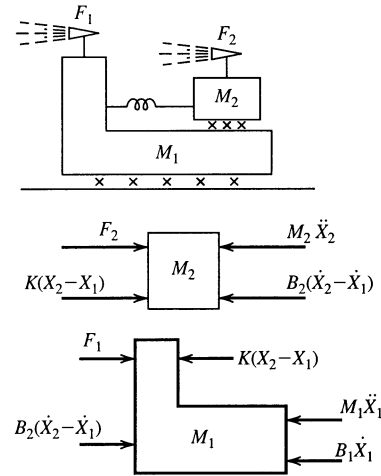 F₁
F₂
M₂
M₁
F₂
M₂Ẍ₂
M₂
K(X₂−X₁)
B₂(Ẋ₂−Ẋ₁)
F₁
K(X₂−X₁)
M₁Ẍ₁
B₂(Ẋ₂−Ẋ₁)
M₁
B₁Ẋ₁